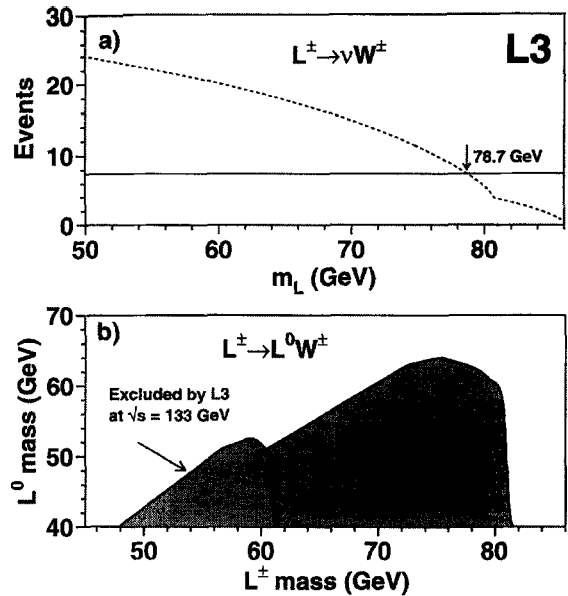 a)
L± → νW±
L3
30
20
10
0
Events
78.7 GeV
50 60 70 80
m_L (GeV)
b)
L± → L⁰W±
Excluded by L3
at √s = 133 GeV
70
60
50
40
L⁰ mass (GeV)
50 60 70 80
L± mass (GeV)